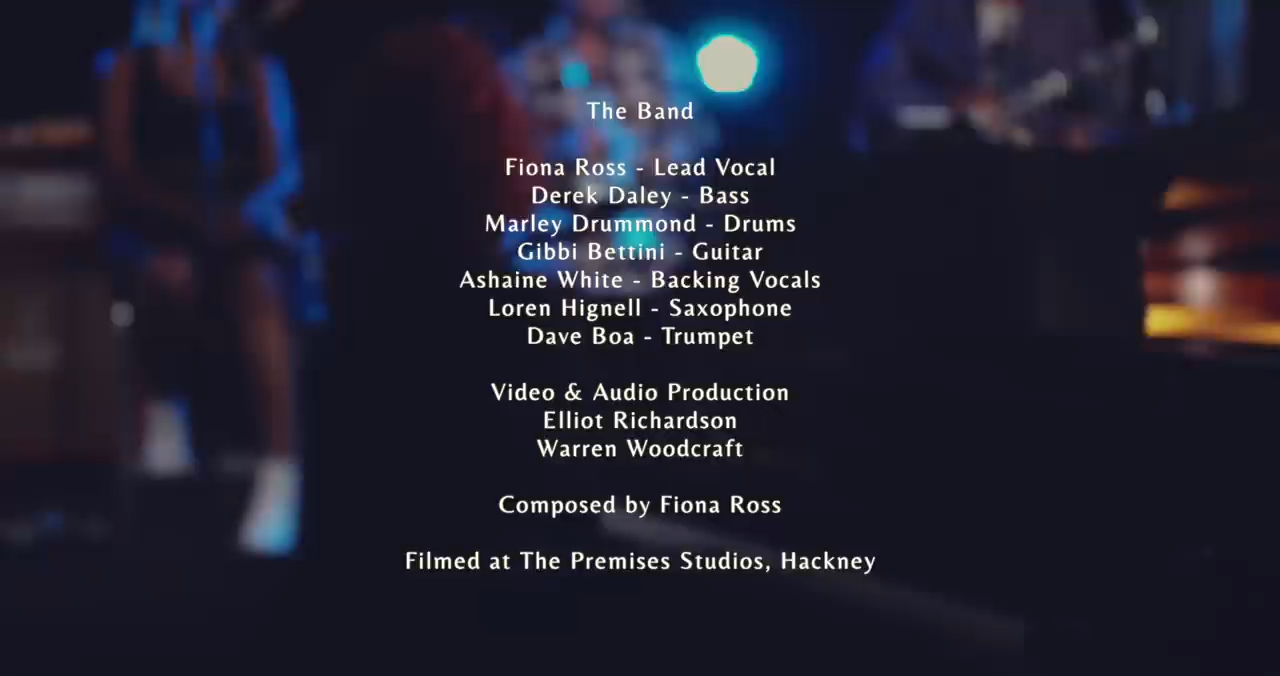 The Band
Fiona Ross - Lead Vocal
Derek Daley - Bass
Marley Drummond - Drums
Gibbi Bettini - Guitar
Ashaine White - Backing Vocals
Loren Hignell - Saxophone
Dave Boa - Trumpet
Video & Audio Production
Elliot Richardson
Warren Woodcraft
Composed by Fiona Ross
Filmed at The Premises Studios, Hackney